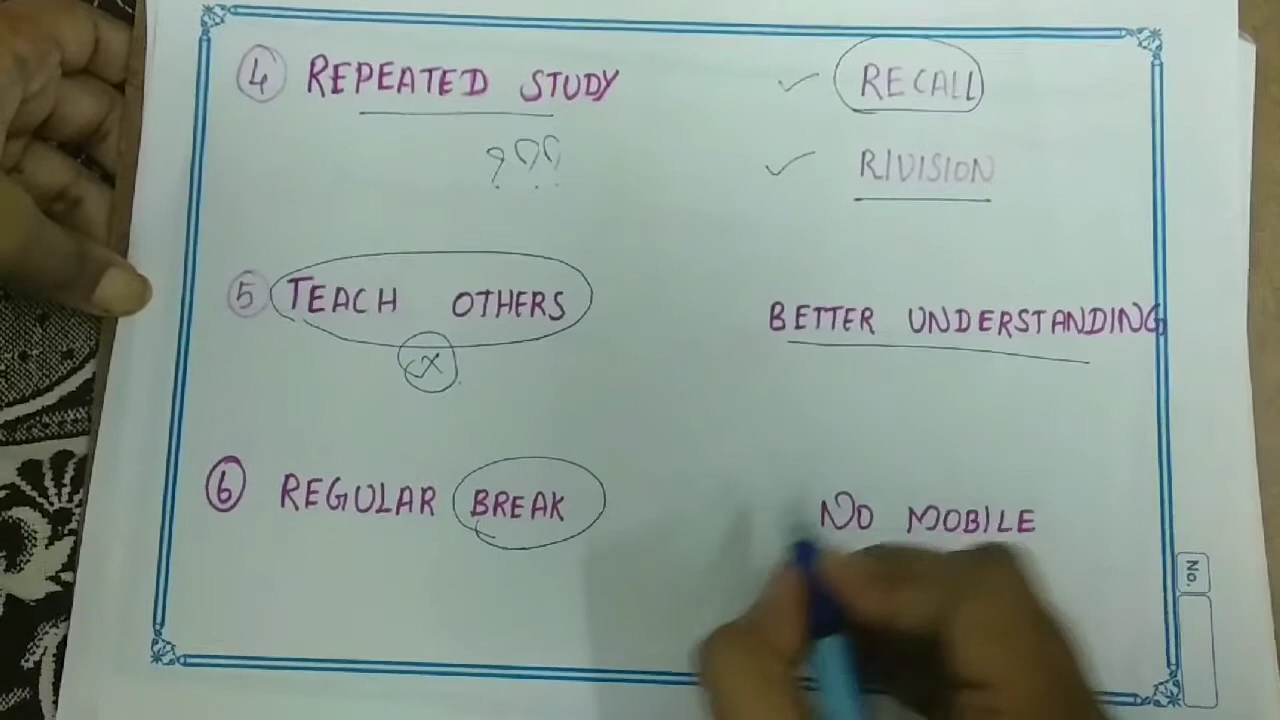 4 REPEATED STUDY
RECALL
???
RIVISION
5 TEACH OTHERS
BETTER UNDERSTANDING
x
6 REGULAR BREAK
NO MOBILE
No.